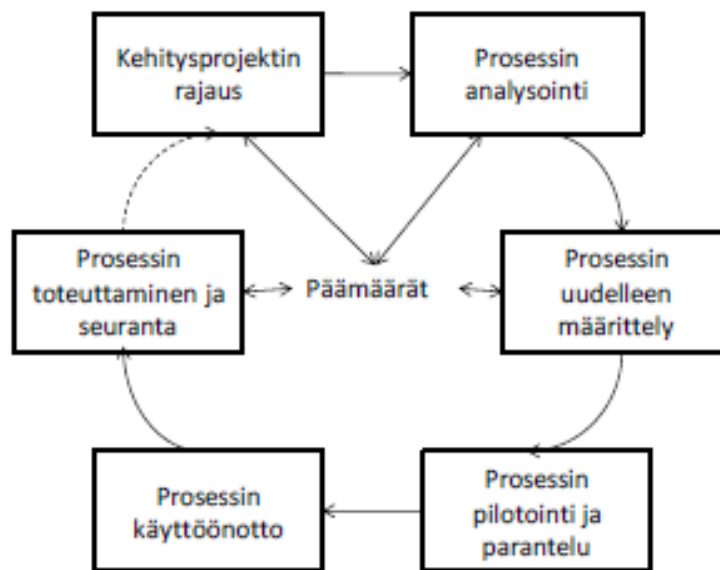 Kehitysprojektin
rajaus
Prosessin
analysointi
Prosessin
toteuttaminen ja
seuranta
Päämäärät
Prosessin
uudelleen
määrittely
Prosessin
käyttöönotto
Prosessin
pilotointi ja
parantelu